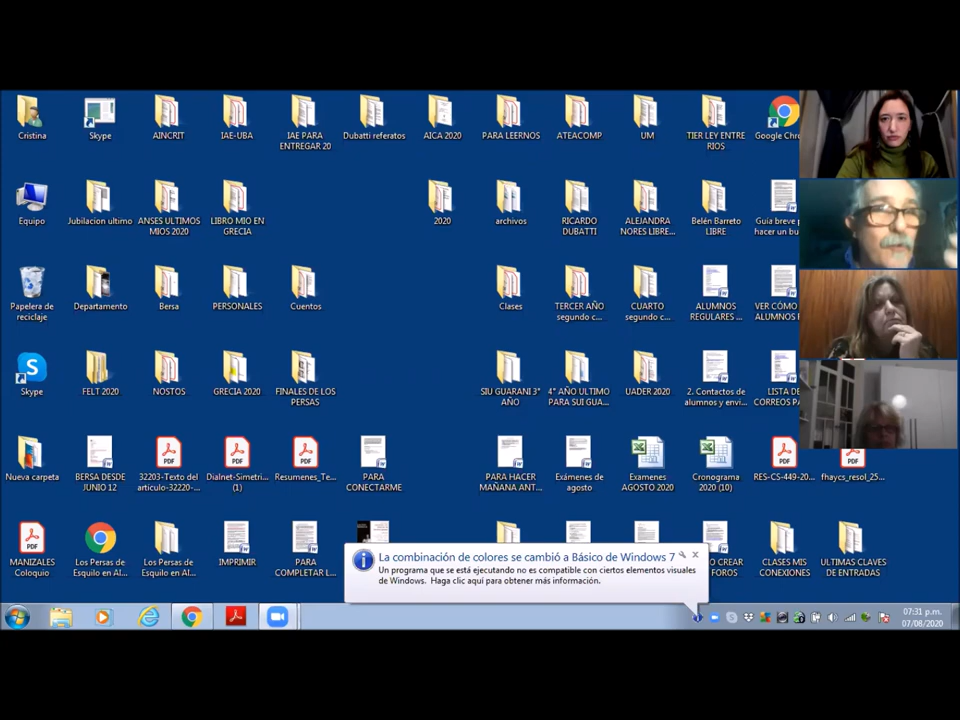 Cristina
Skype
AINCRIT
IAE-UBA
IAE PARA
ENTREGAR 20
Dubatti referatos
AICA 2020
PARA LEERNOS
ATEACOMP
UM
TIER LEY ENTRE
RIOS
Google Chro
Equipo
Jubilacion ultimo
ANSES ULTIMOS
MIOS 2020
LIBRO MIO EN
GRECIA
2020
archivos
RICARDO
DUBATTI
ALEJANDRA
NORES LIBRE...
Belén Barreto
LIBRE
Guía breve p
hacer un bu
Papelera de
reciclaje
Departamento
Bersa
PERSONALES
Cuentos
Clases
TERCER AÑO
segundo c...
CUARTO
segundo c...
ALUMNOS
REGULARES ...
VER CÓMO
ALUMNOS
Skype
FELT 2020
NOSTOS
GRECIA 2020
FINALES DE LOS
PERSAS
SIU GUARANI 3°
AÑO
4° AÑO ULTIMO
PARA SUI GUA...
UADER 2020
2. Contactos de
alumnos y envi...
LISTA DE
CORREOS PA
Nueva carpeta
BERSA DESDE
JUNIO 12
32203-Texto del
artículo-32220-...
Dialnet-Simetri...
(1)
Resumenes_Te...
PARA
CONECTARME
PARA HACER
MAÑANA ANT...
Exámenes de
agosto
Examenes
AGOSTO 2020
Cronograma
2020 (10)
RES-CS-449-20...
fhaycs_resol_25...
MANIZALES
Coloquio
Los Persas de
Esquilo en Al...
Los Persas de
Esquilo en Al...
IMPRIMIR
PARA
COMPLETAR L...
O CREAR
FOROS
CLASES MIS
CONEXIONES
ULTIMAS CLAVES
DE ENTRADAS
La combinación de colores se cambió a Básico de Windows 7
Un programa que se está ejecutando no es compatible con ciertos elementos visuales
de Windows. Haga clic aquí para obtener más información.
07:31 p.m.
07/08/2020